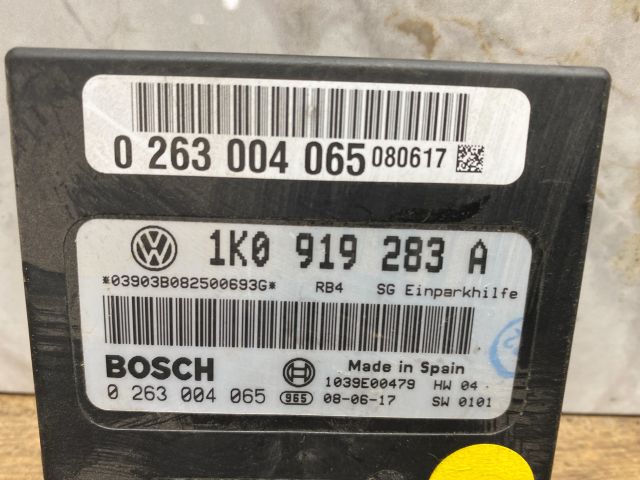 0 263 004 065 080617
1K0 919 283 A
*03903B082500693G* RB4 SG Einparkhilfe
BOSCH Made in Spain
1039E00479 HW 04
0 263 004 065 965 08-06-17 SW 0101